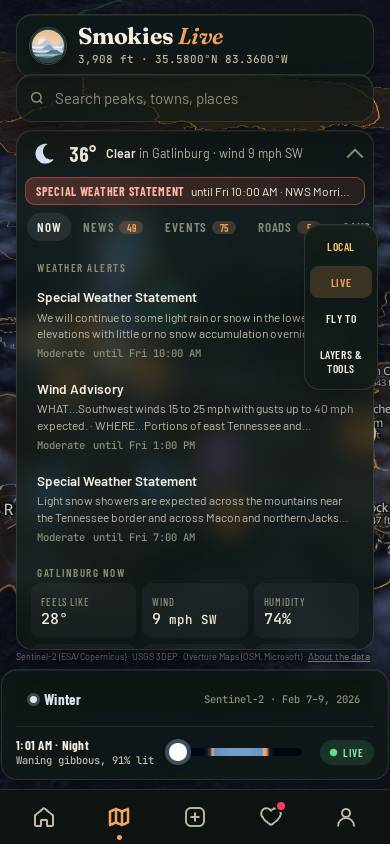 Smokies Live
3,908 ft · 35.5800°N 83.3600°W
Search peaks, towns, places
36° Clear in Gatlinburg · wind 9 mph SW
SPECIAL WEATHER STATEMENT until Fri 10:00 AM · NWS Morri...
NOW NEWS 49 EVENTS 75 ROADS
LOCAL
LIVE
FLY TO
LAYERS &
TOOLS
WEATHER ALERTS
Special Weather Statement
We will continue to some light rain or snow in the
elevations with little or no snow accumulation
Moderate until Fri 10:00 AM
Wind Advisory
WHAT...Southwest winds 15 to 25 mph with gusts up to 40 mph
expected. · WHERE...Portions of east Tennessee and...
Moderate until Fri 1:00 PM
Special Weather Statement
Light snow showers are expected across the mountains near
the Tennessee border and across Macon and northern Jacks...
Moderate until Fri 7:00 AM
GATLINBURG NOW
FEELS LIKE WIND HUMIDITY
28° 9 mph SW 74%
Sentinel-2 (ESA/Copernicus) · USGS 3DEP · Overture Maps (OSM, Microsoft) · About the data
Winter Sentinel-2 · Feb 7–9, 2026
1:01 AM · Night
Waning gibbous, 91% lit
LIVE